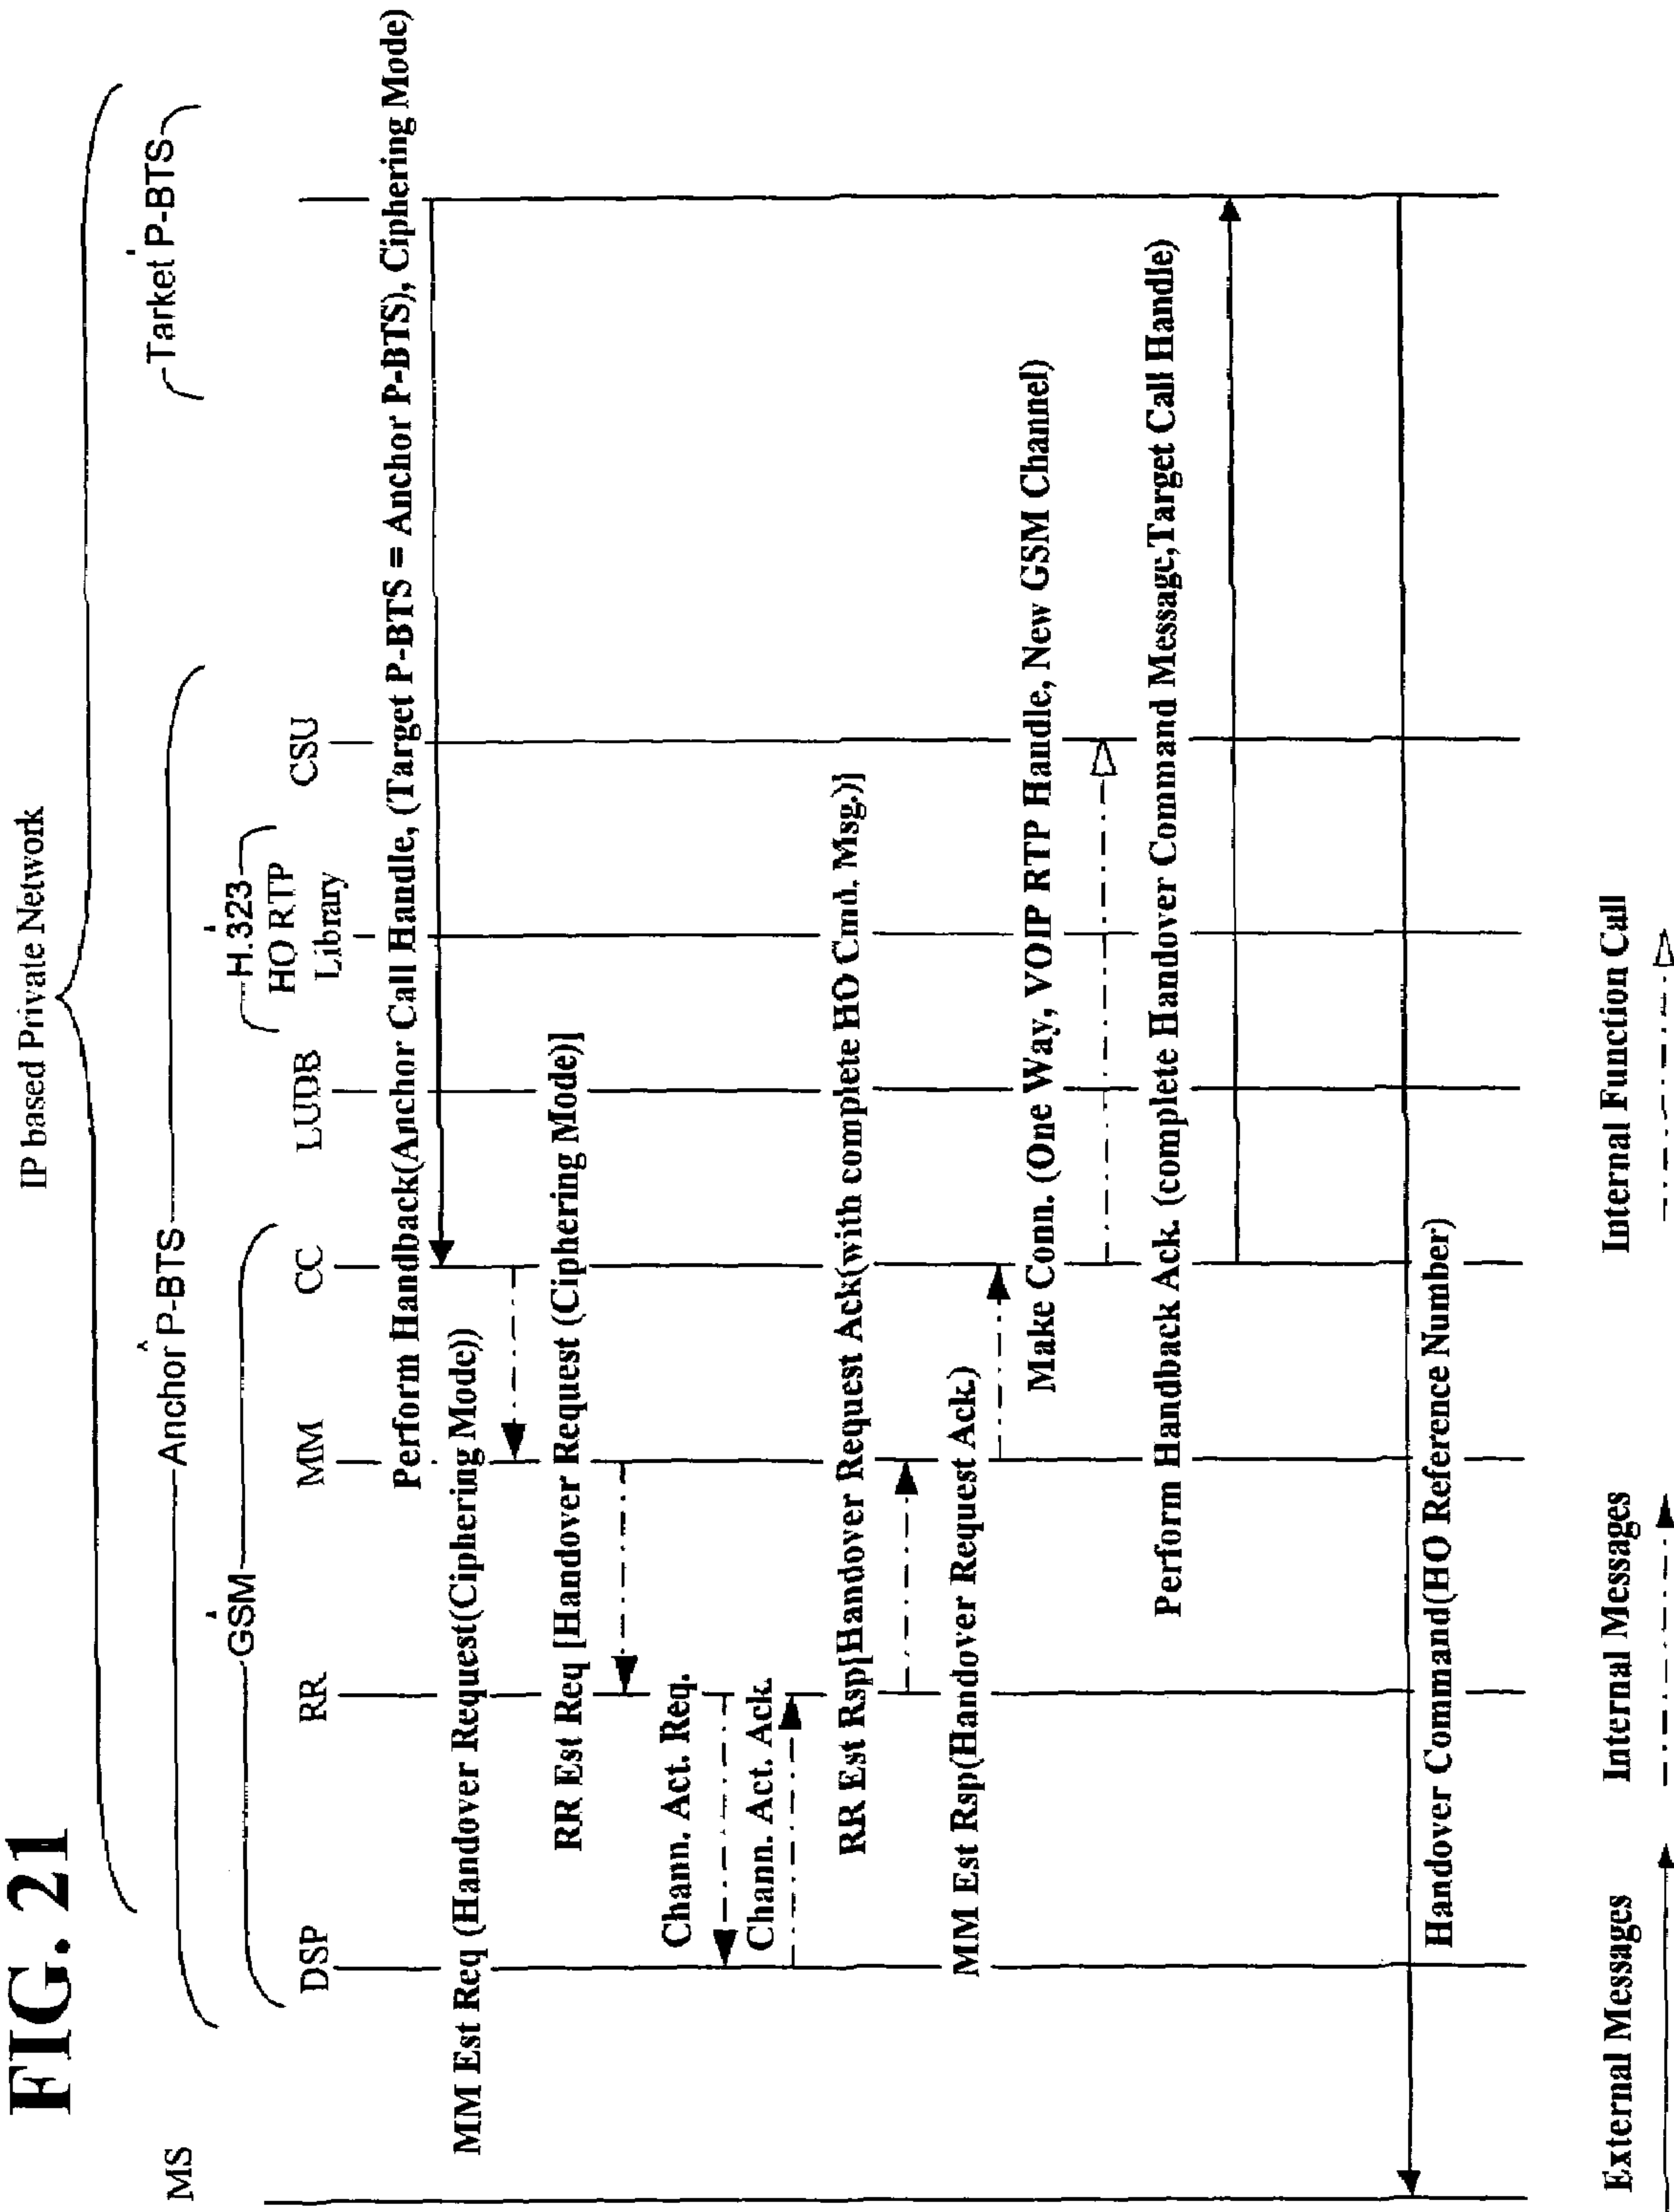 FIG. 21
IP based Private Network
MS
Anchor P-BTS
Tarket P-BTS
GSM
H.323
DSP
RR
MM
CC
LUDB
HO RTP
Library
CSU
Perform Handback(Anchor Call Handle, (Target P-BTS = Anchor P-BTS), Ciphering Mode)
MM Est Req (Handover Request(Ciphering Mode))
RR Est Req [Handover Request (Ciphering Mode)]
Chann. Act. Req.
Chann. Act. Ack.
RR Est Rsp[Handover Request Ack(with complete HO Cmd. Msg.)]
MM Est Rsp(Handover Request Ack.)
Make Conn. (One Way, VOIP RTP Handle, New GSM Channel)
Perform Handback Ack. (complete Handover Command Message,Target Call Handle)
Handover Command(HO Reference Number)
External Messages
Internal Messages
Internal Function Call